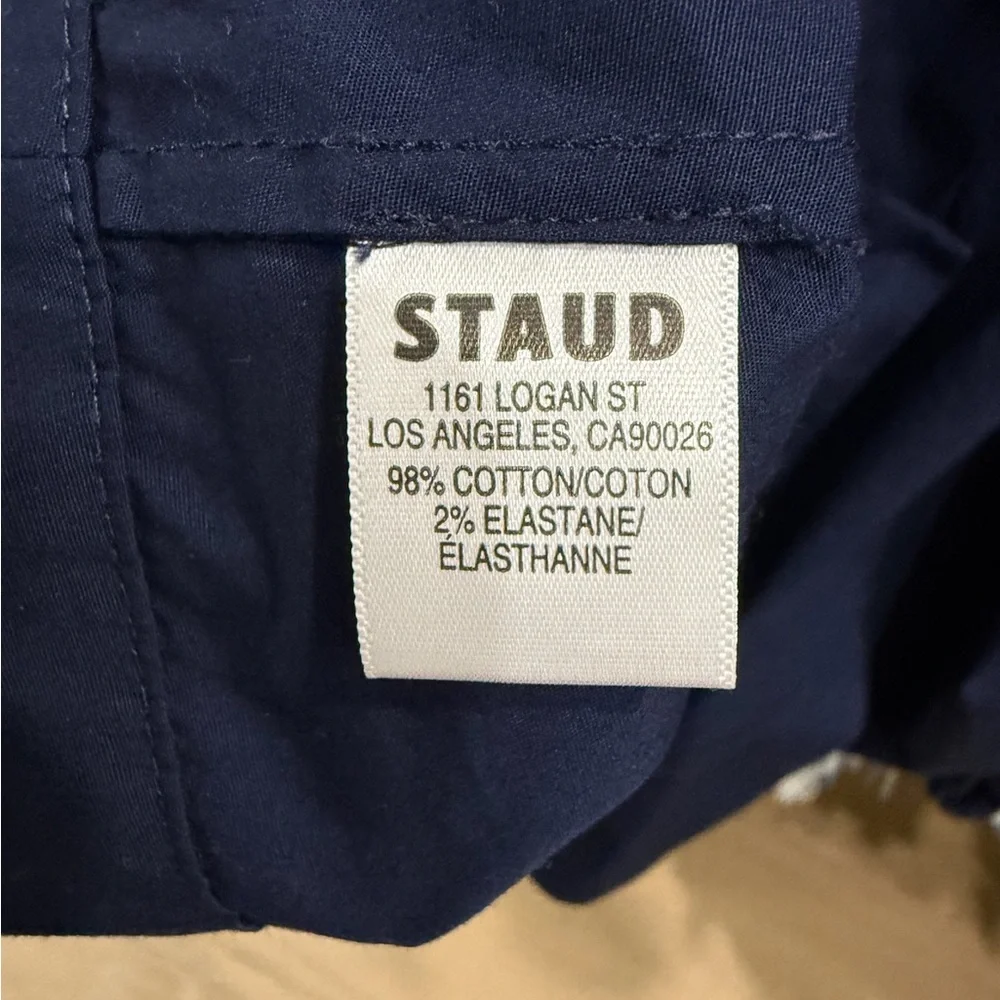 STAUD
1161 LOGAN ST
LOS ANGELES, CA90026
98% COTTON/COTON
2% ELASTANE/
ÉLASTHANNE